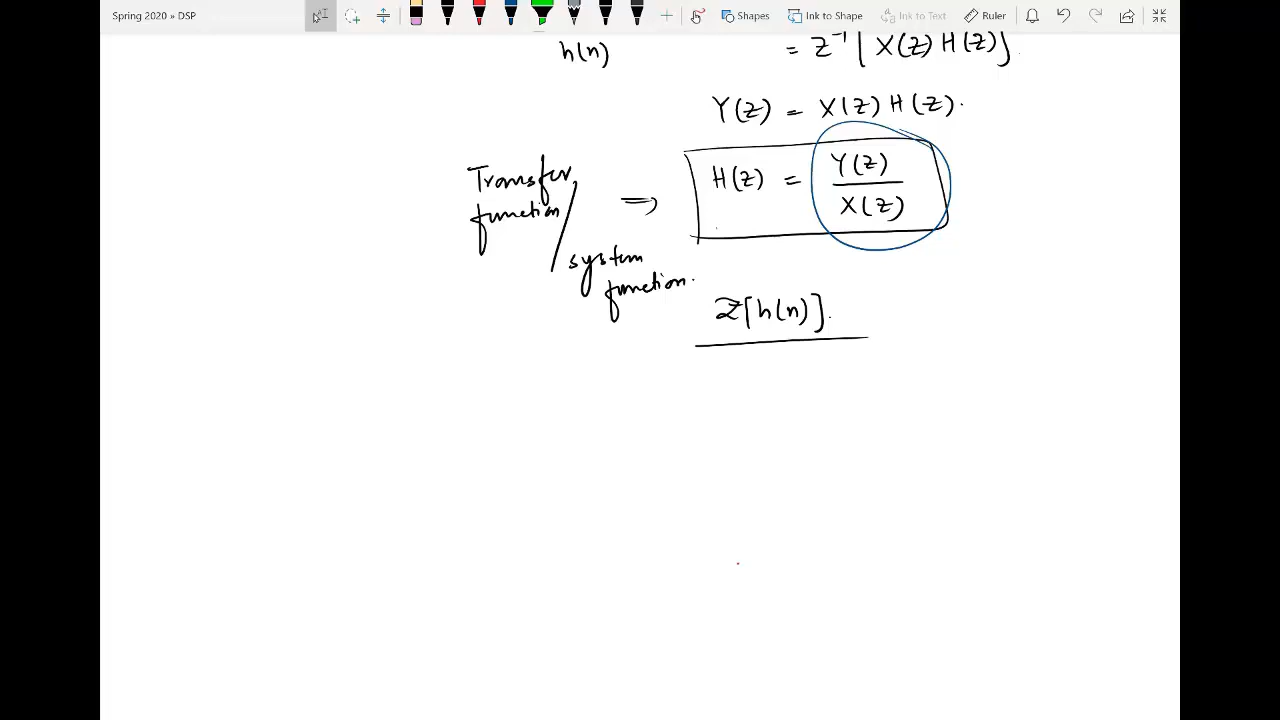 Spring 2020 » DSP
Shapes
Ink to Shape
Ink to Text
Ruler
h(n)
= Z⁻¹[X(Z) H(Z)]
Y(Z) = X(Z) H(Z).
Transfer
function /
system
function.
⇒ H(Z) = Y(Z) / X(Z)
Z[h(n)].